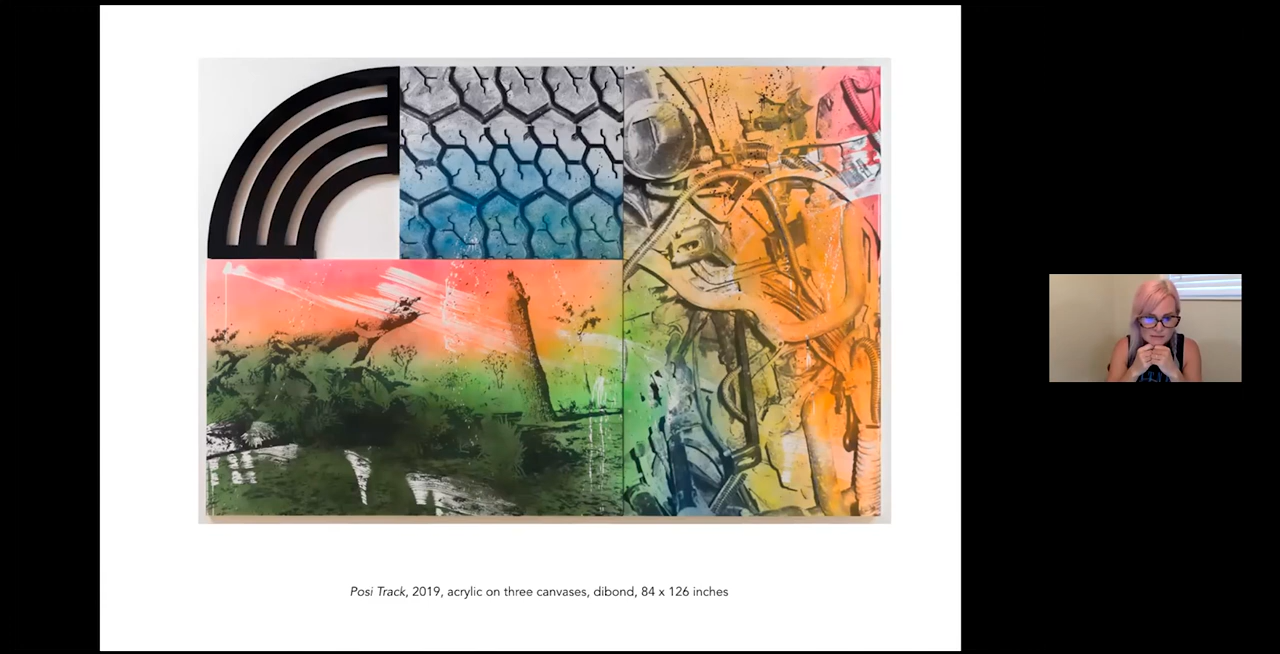 Posi Track, 2019, acrylic on three canvases, dibond, 84 x 126 inches